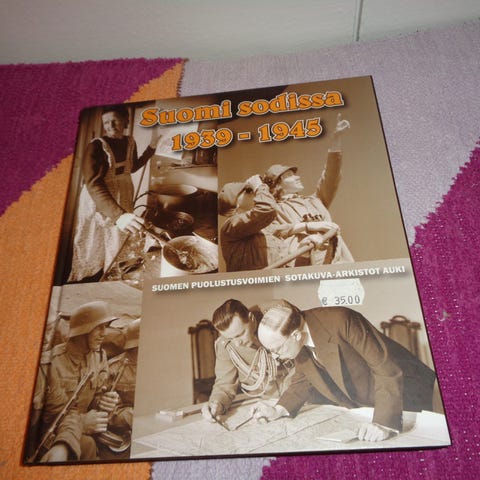 Suomi sodissa
1939 - 1945
SUOMEN PUOLUSTUSVOIMIEN SOTAKUVA-ARKISTOT AUKI
€ 35.00